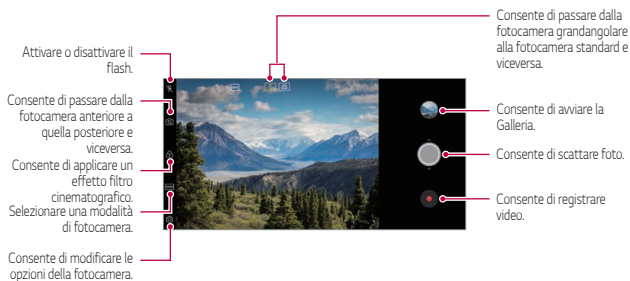 Attivare o disattivare il
flash.
Consente di passare dalla
fotocamera anteriore a
quella posteriore e
viceversa.
Consente di applicare un
effetto filtro
cinematografico.
Selezionare una modalità
di fotocamera.
Consente di modificare le
opzioni della fotocamera.
Consente di passare dalla
fotocamera grandangolare
alla fotocamera standard e
viceversa.
Consente di avviare la
Galleria.
Consente di scattare foto.
Consente di registrare
video.